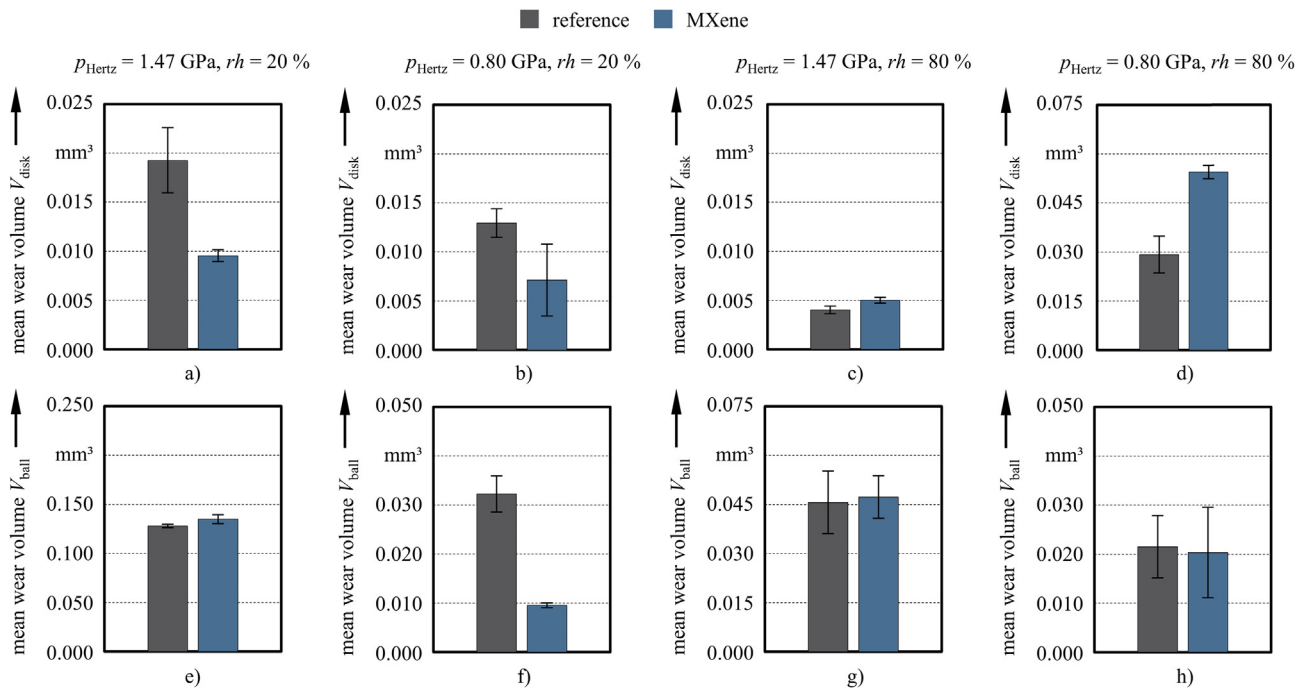 reference MXene
pHertz = 1.47 GPa, rh = 20 %
pHertz = 0.80 GPa, rh = 20 %
pHertz = 1.47 GPa, rh = 80 %
pHertz = 0.80 GPa, rh = 80 %
mean wear volume Vdisk
0.025
mm³
0.015
0.010
0.005
0.000
a)
mean wear volume Vdisk
0.025
mm³
0.015
0.010
0.005
0.000
b)
mean wear volume Vdisk
0.025
mm³
0.015
0.010
0.005
0.000
c)
mean wear volume Vdisk
0.075
mm³
0.045
0.030
0.015
0.000
d)
mean wear volume Vball
0.250
mm³
0.150
0.100
0.050
0.000
e)
mean wear volume Vball
0.050
mm³
0.030
0.020
0.010
0.000
f)
mean wear volume Vball
0.075
mm³
0.045
0.030
0.015
0.000
g)
mean wear volume Vball
0.050
mm³
0.030
0.020
0.010
0.000
h)